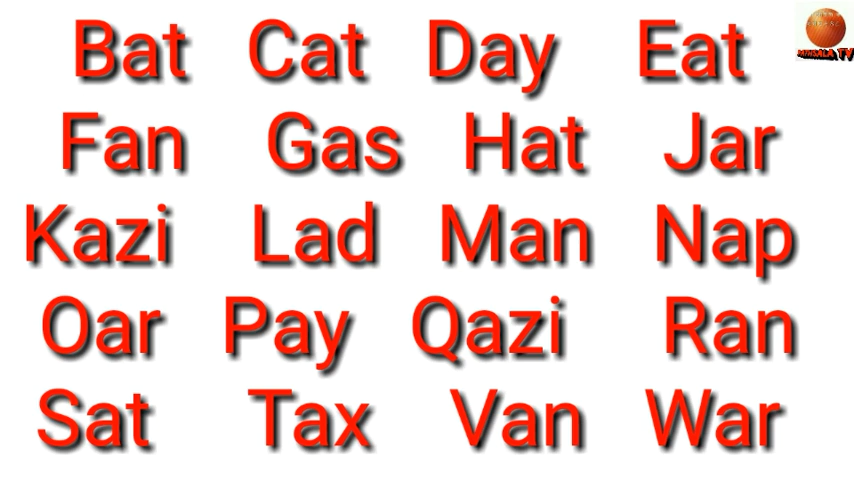 Bat Cat Day Eat
Fan Gas Hat Jar
Kazi Lad Man Nap
Oar Pay Qazi Ran
Sat Tax Van War